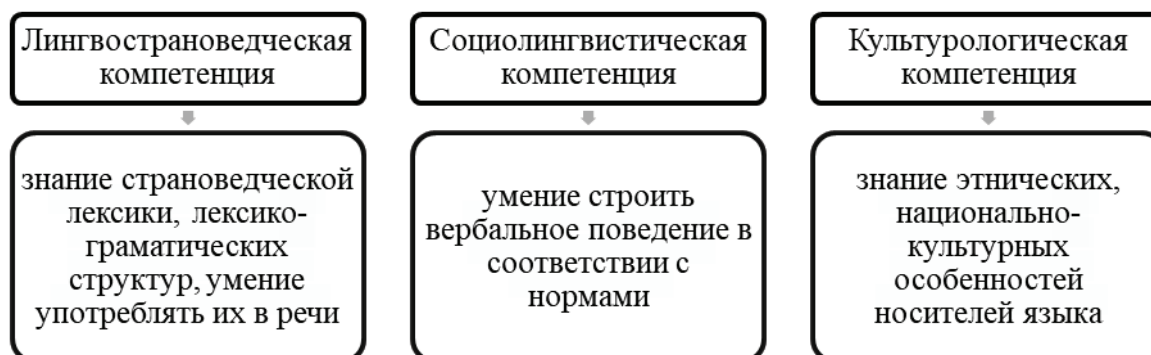 Лингвострановедческая
компетенция
Социолингвистическая
компетенция
Культурологическая
компетенция
знание страноведческой
лексики, лексико-
граматических
структур, умение
употреблять их в речи
умение строить
вербальное поведение в
соответствии с
нормами
знание этнических,
национально-
культурных
особенностей
носителей языка